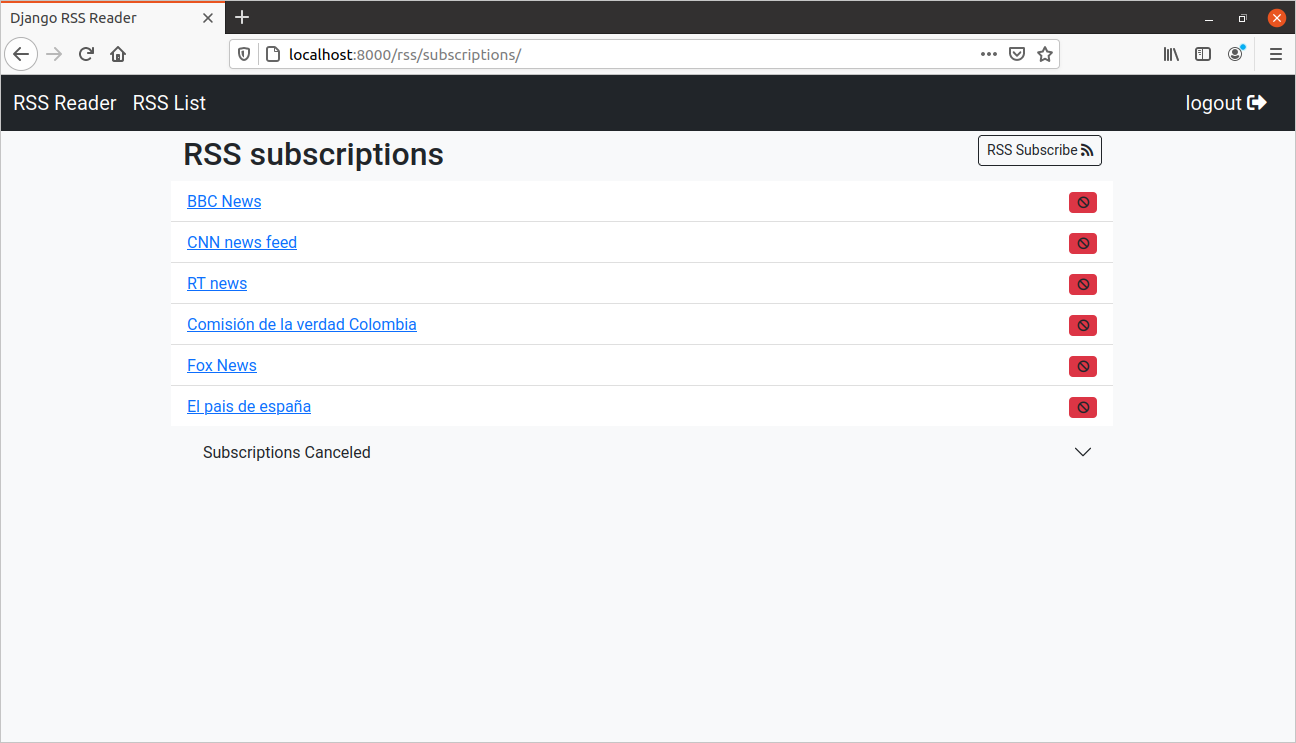 Django RSS Reader
localhost:8000/rss/subscriptions/
RSS Reader RSS List logout
RSS subscriptions RSS Subscribe
BBC News
CNN news feed
RT news
Comisión de la verdad Colombia
Fox News
El pais de españa
Subscriptions Canceled